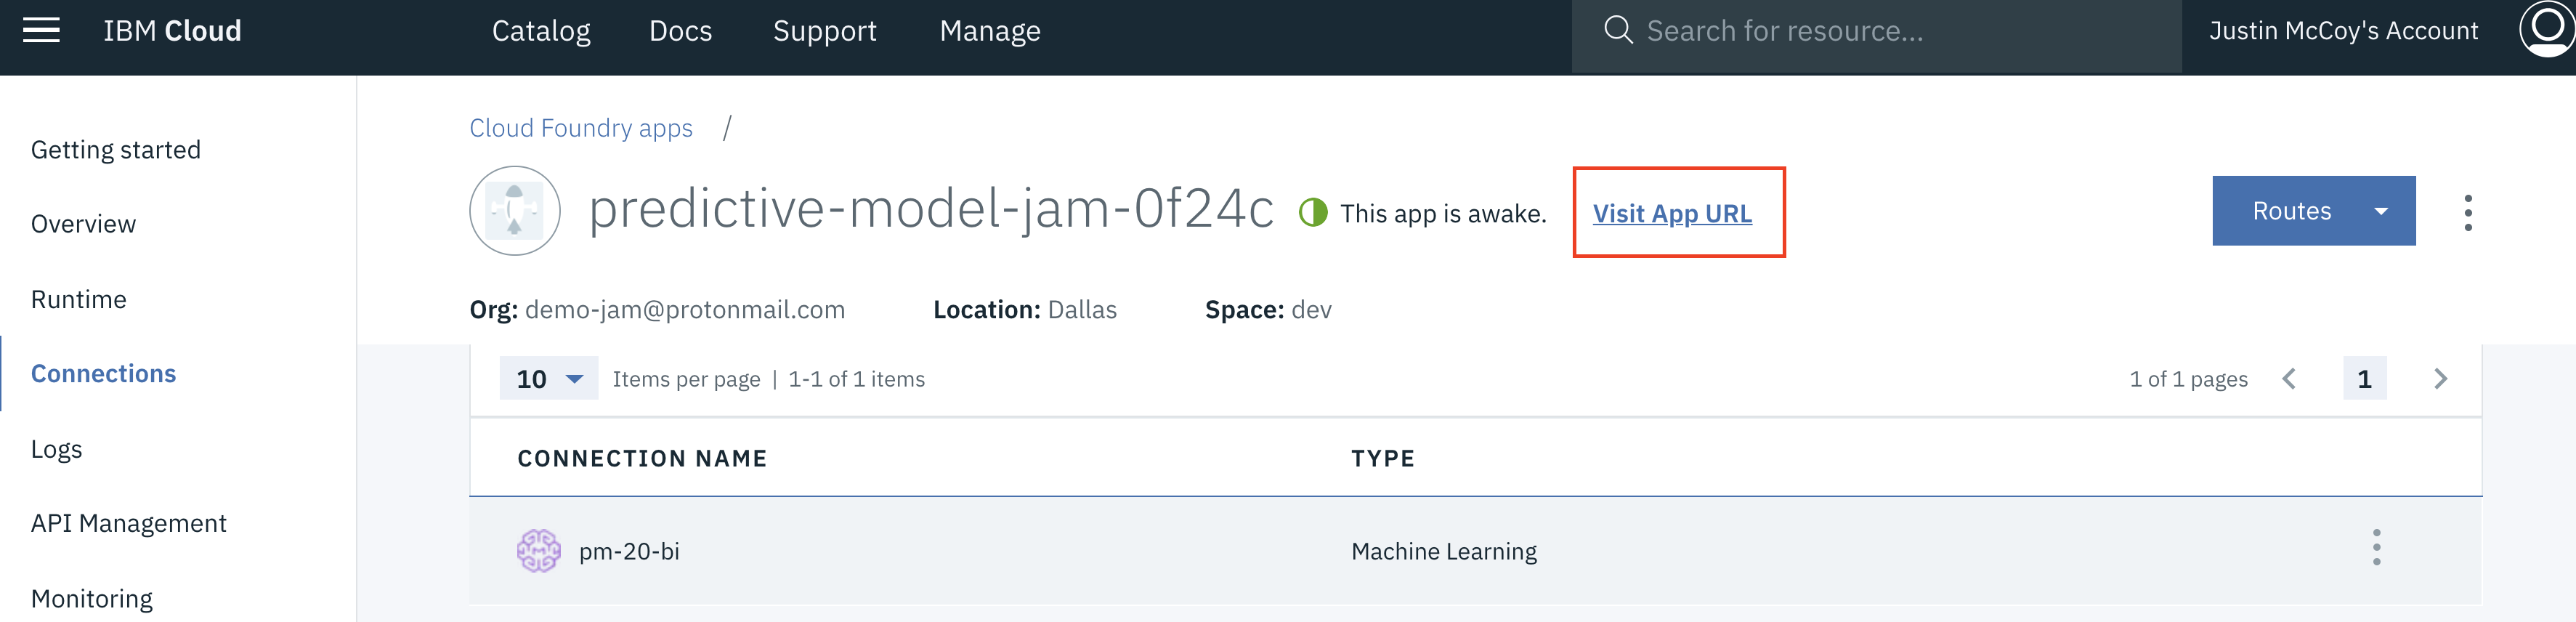 IBM Cloud
Catalog
Docs
Support
Manage
Search for resource...
Justin McCoy's Account
Getting started
Overview
Runtime
Connections
Logs
API Management
Monitoring
Cloud Foundry apps /
predictive-model-jam-0f24c
This app is awake.
Visit App URL
Routes
Org: demo-jam@protonmail.com
Location: Dallas
Space: dev
10
Items per page | 1-1 of 1 items
1 of 1 pages
1
CONNECTION NAME
TYPE
pm-20-bi
Machine Learning